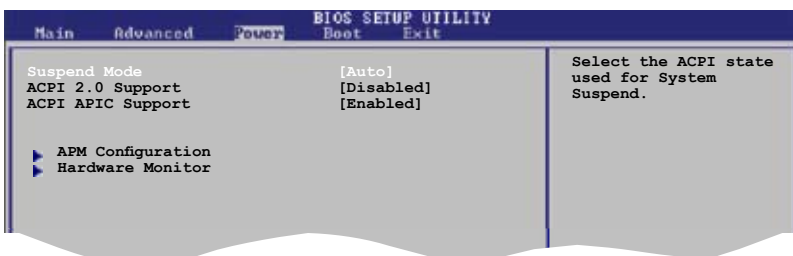 BIOS SETUP UTILITY
Main Advanced Power Boot Exit
Suspend Mode [Auto]
ACPI 2.0 Support [Disabled]
ACPI APIC Support [Enabled]
APM Configuration
Hardware Monitor
Select the ACPI state
used for System
Suspend.